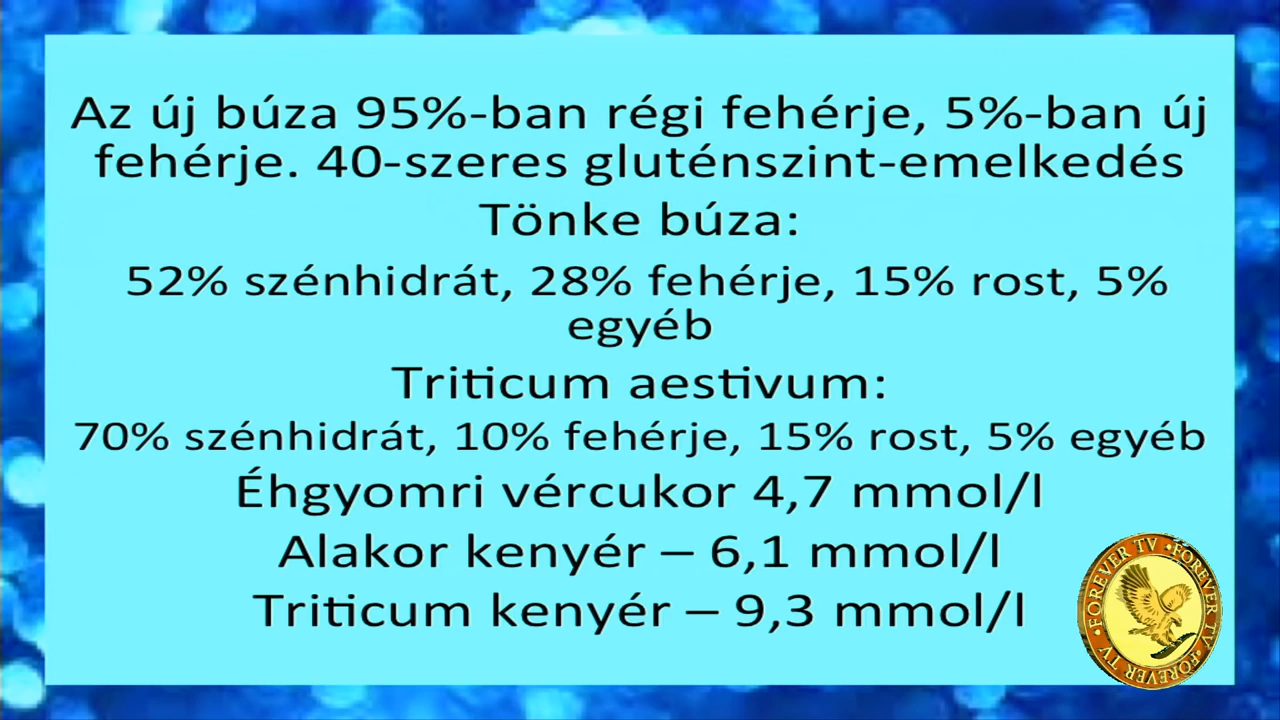 Az új búza 95%-ban régi fehérje, 5%-ban új
fehérje. 40-szeres gluténszint-emelkedés
Tönke búza:
52% szénhidrát, 28% fehérje, 15% rost, 5%
egyéb
Triticum aestivum:
70% szénhidrát, 10% fehérje, 15% rost, 5% egyéb
Éhgyomri vércukor 4,7 mmol/l
Alakor kenyér – 6,1 mmol/l
Triticum kenyér – 9,3 mmol/l
FOREVER TV • FOREVER TV • FOREVER TV •